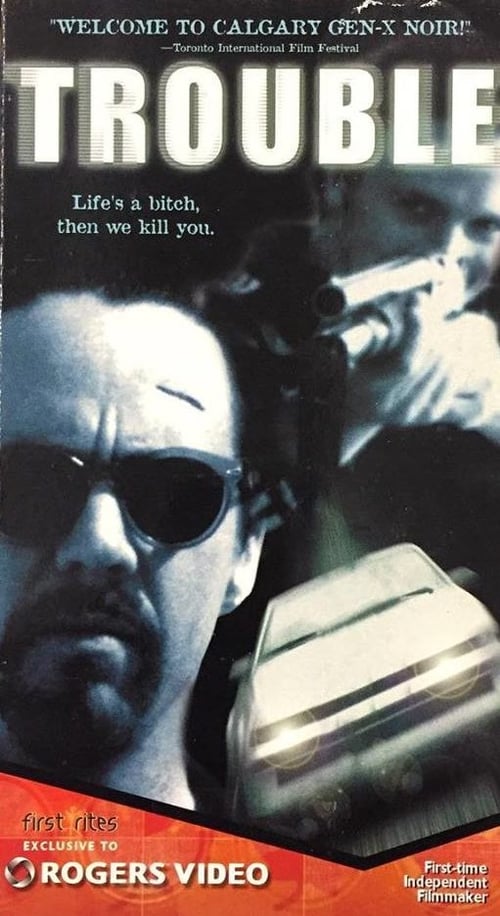 "WELCOME TO CALGARY GEN-X NOIR!"
—Toronto International Film Festival
TROUBLE
Life's a bitch,
then we kill you.
first rites
EXCLUSIVE TO
ROGERS VIDEO
First-time
Independent
Filmmaker